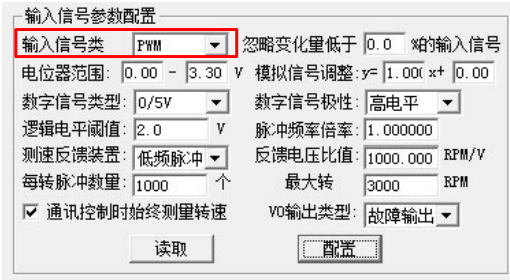 输入信号参数配置
输入信号类 PWM 忽略变化量低于 0.0 %的输入信号
电位器范围: 0.00 - 3.30 V 模拟信号调整: y= 1.00( x+ 0.00
数字信号类型: 0/5V 数字信号极性: 高电平
逻辑电平阈值: 2.0 V 脉冲频率倍率: 1.000000
测速反馈装置: 低频脉冲 反馈电压比值: 1000.000 RPM/V
每转脉冲数量: 1000 个 最大转 3000 RPM
通讯控制时始终测量转速 VO输出类型: 故障输出
读取 配置